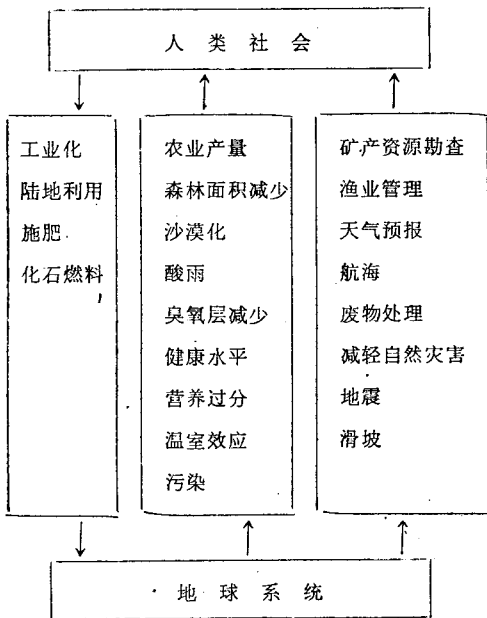 人类社会
工业化
陆地利用
施肥
化石燃料
农业产量
森林面积减少
沙漠化
酸雨
臭氧层减少
健康水平
营养过分
温室效应
污染
矿产资源勘查
渔业管理
天气预报
航海
废物处理
减轻自然灾害
地震
滑坡
地球系统